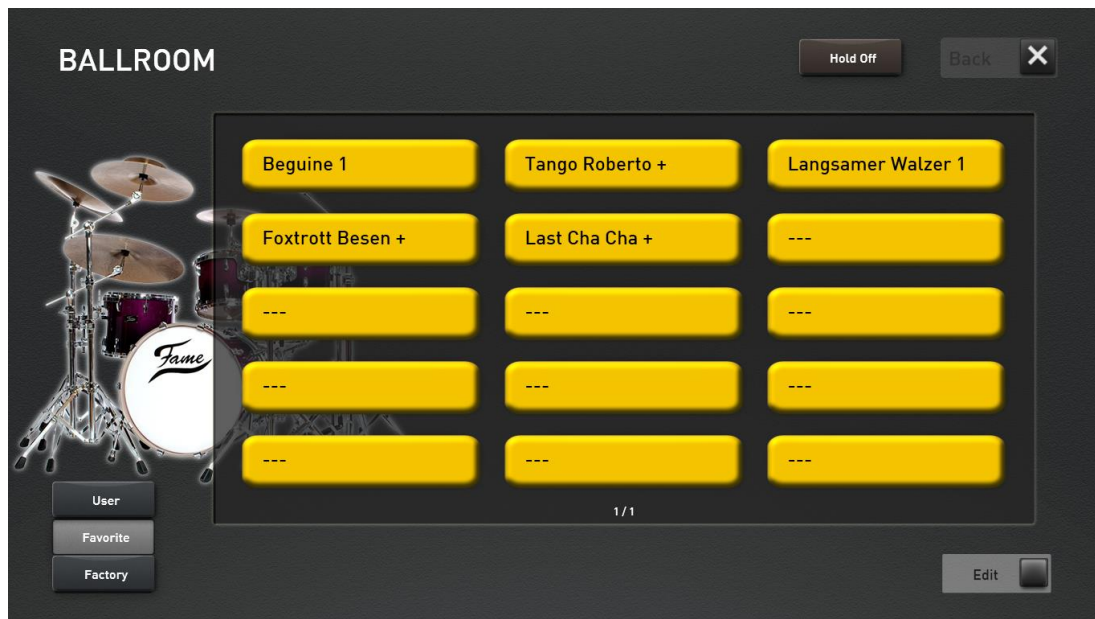 BALLROOM
Hold Off
Back
Beguine 1
Tango Roberto +
Langsamer Walzer 1
Foxtrott Besen +
Last Cha Cha +
---
---
---
---
---
---
---
---
---
---
Fame
1/1
User
Favorite
Factory
Edit